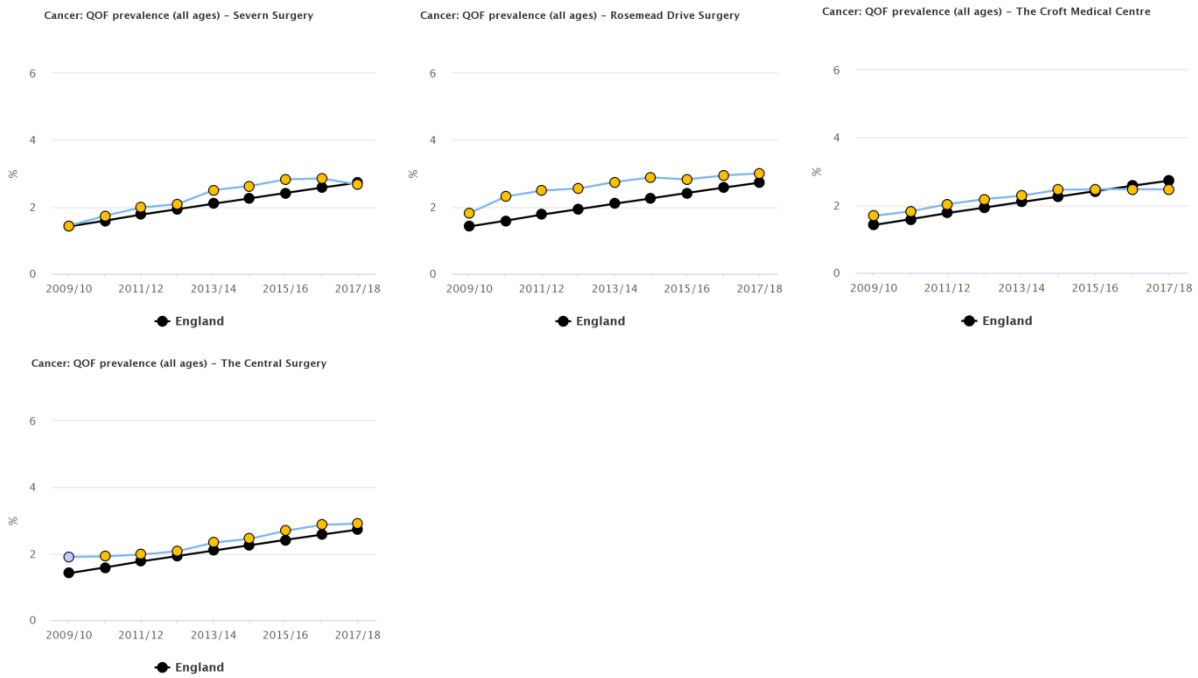 Cancer: QOF prevalence (all ages) – Severn Surgery
6
4
%
2
0
2009/10 2011/12 2013/14 2015/16 2017/18
England
Cancer: QOF prevalence (all ages) – Rosemead Drive Surgery
6
4
%
2
0
2009/10 2011/12 2013/14 2015/16 2017/18
England
Cancer: QOF prevalence (all ages) – The Croft Medical Centre
6
4
%
2
0
2009/10 2011/12 2013/14 2015/16 2017/18
England
Cancer: QOF prevalence (all ages) – The Central Surgery
6
4
%
2
0
2009/10 2011/12 2013/14 2015/16 2017/18
England